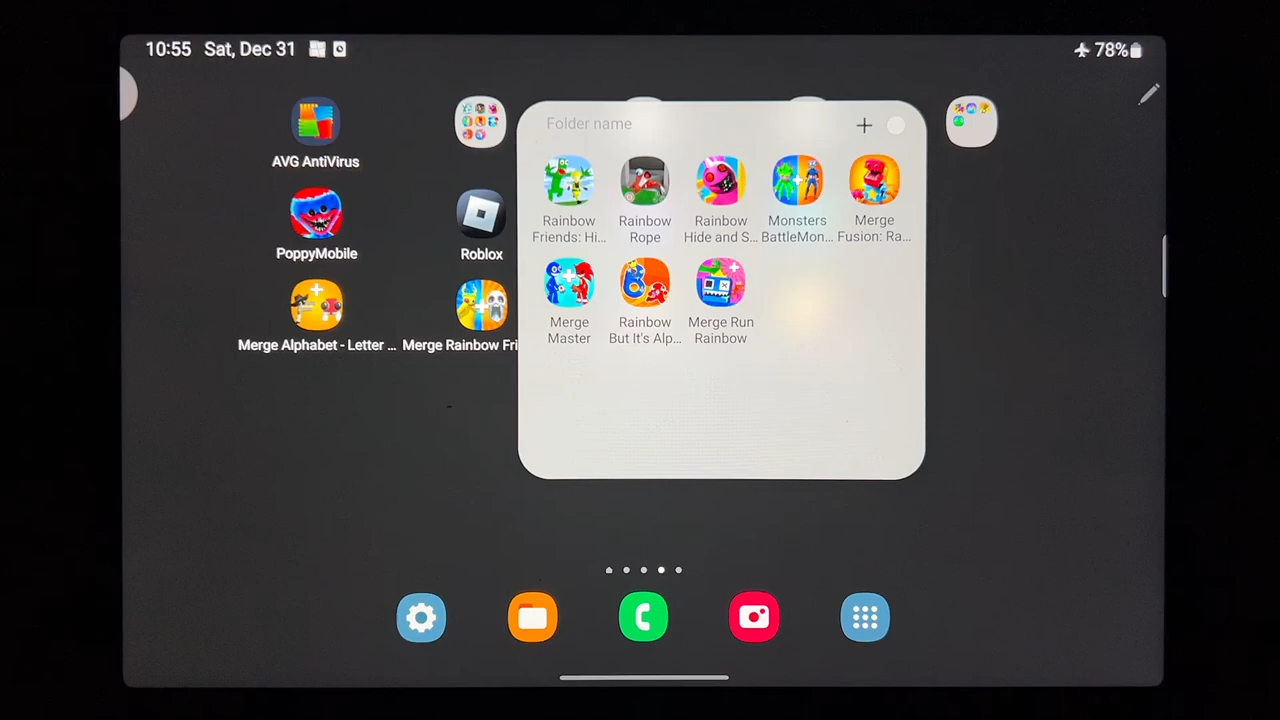 10:55 Sat, Dec 31
78%
AVG AntiVirus
PoppyMobile
Roblox
Merge Alphabet - Letter ...
Merge Rainbow Fri
Folder name
Rainbow
Friends: Hi...
Rainbow
Rope
Rainbow
Hide and S...
Monsters
BattleMon...
Merge
Fusion: Ra...
Merge
Master
Rainbow
But It's Alp...
Merge Run
Rainbow